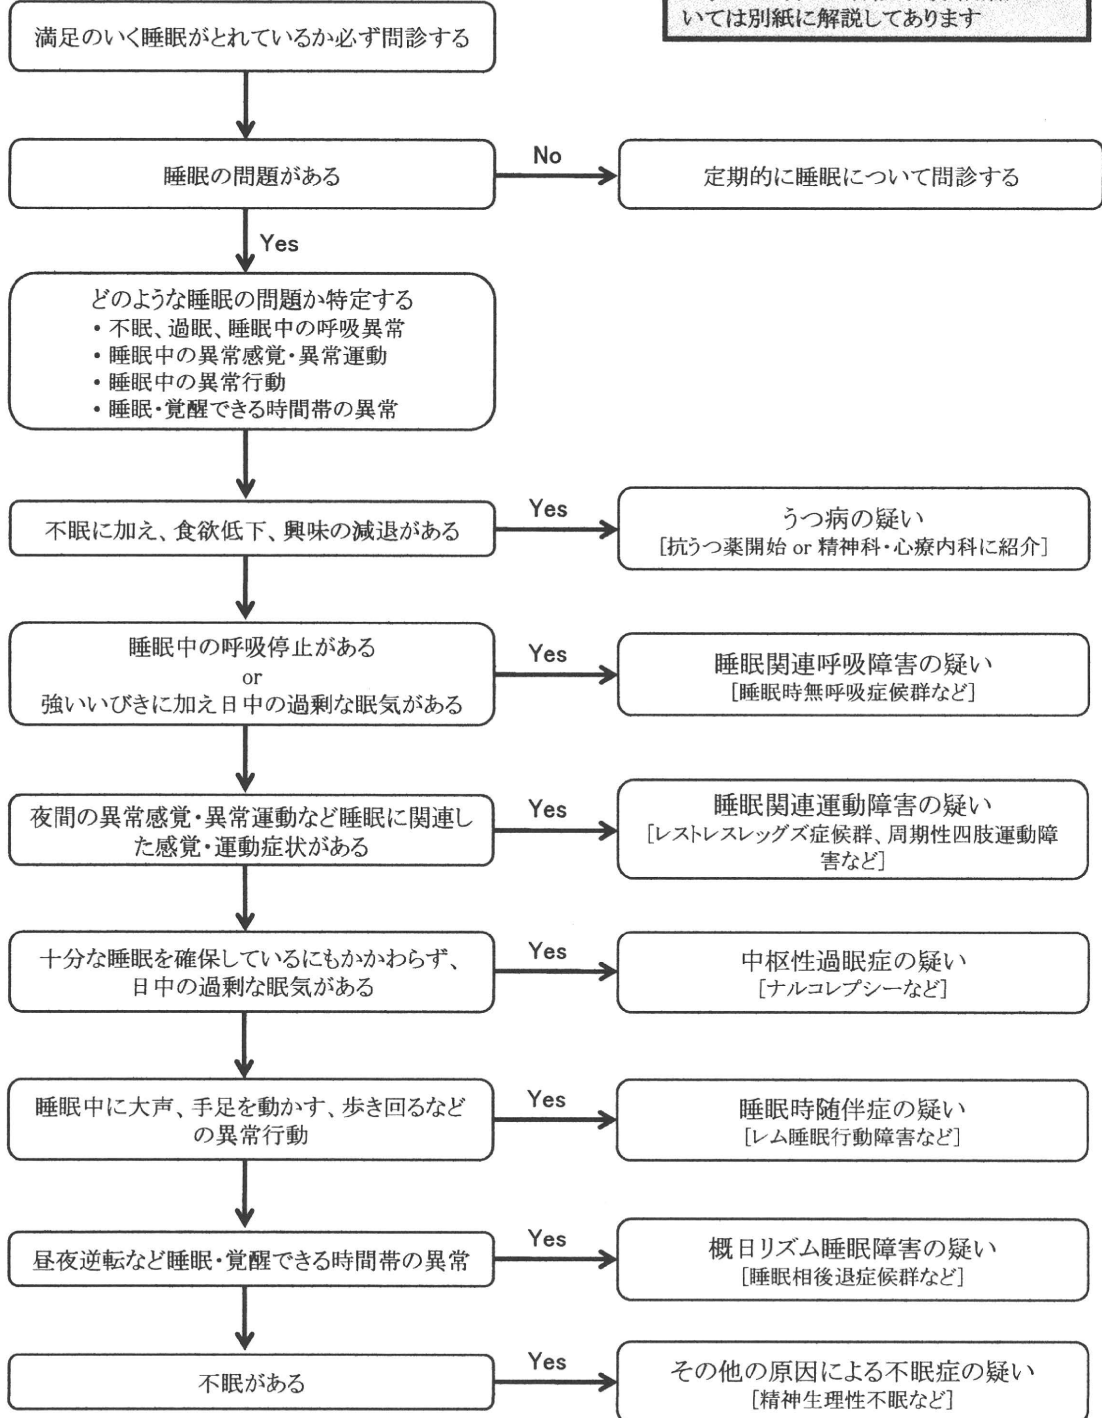 いては別紙に解説してあります
満足のいく睡眠がとれているか必ず問診する
睡眠の問題がある
No
定期的に睡眠について問診する
Yes
どのような睡眠の問題か特定する
・不眠、過眠、睡眠中の呼吸異常
・睡眠中の異常感覚・異常運動
・睡眠中の異常行動
・睡眠・覚醒できる時間帯の異常
不眠に加え、食欲低下、興味の減退がある
Yes
うつ病の疑い
[抗うつ薬開始 or 精神科・心療内科に紹介]
睡眠中の呼吸停止がある
or
強いいびきに加え日中の過剰な眠気がある
Yes
睡眠関連呼吸障害の疑い
[睡眠時無呼吸症候群など]
夜間の異常感覚・異常運動など睡眠に関連し
た感覚・運動症状がある
Yes
睡眠関連運動障害の疑い
[レストレスレッグズ症候群、周期性四肢運動障
害など]
十分な睡眠を確保しているにもかかわらず、
日中の過剰な眠気がある
Yes
中枢性過眠症の疑い
[ナルコレプシーなど]
睡眠中に大声、手足を動かす、歩き回るなど
の異常行動
Yes
睡眠時随伴症の疑い
[レム睡眠行動障害など]
昼夜逆転など睡眠・覚醒できる時間帯の異常
Yes
概日リズム睡眠障害の疑い
[睡眠相後退症候群など]
不眠がある
Yes
その他の原因による不眠症の疑い
[精神生理性不眠など]